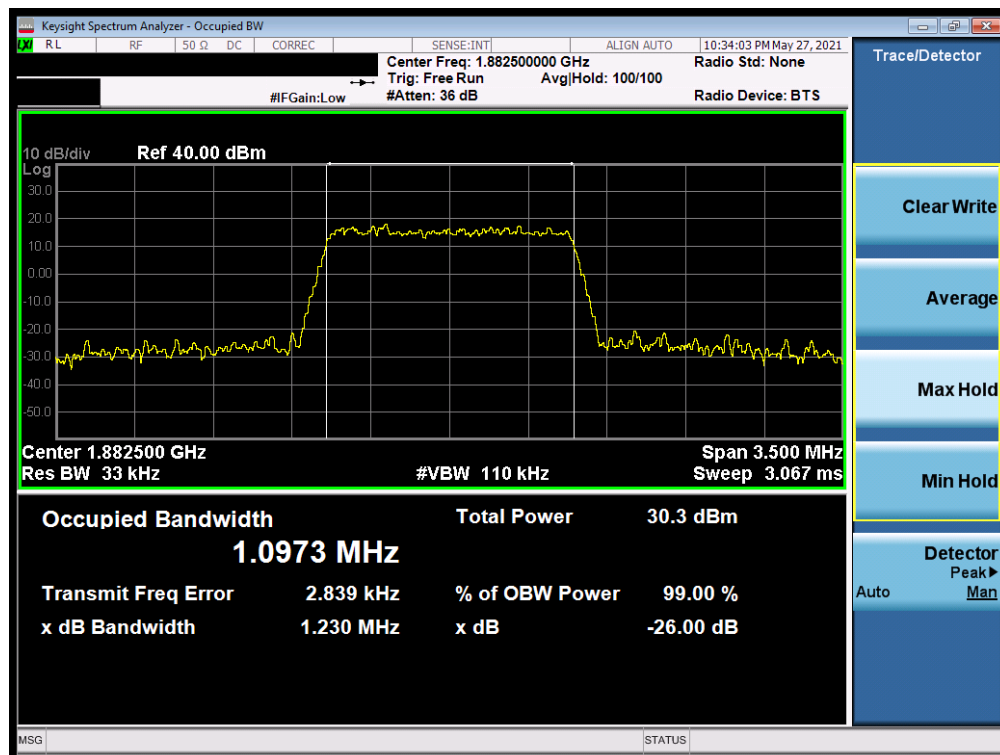 Keysight Spectrum Analyzer - Occupied BW
LXI RL RF 50 Ω DC CORREC SENSE:INT ALIGN AUTO 10:34:03 PM May 27, 2021
Center Freq: 1.882500000 GHz Radio Std: None
Trig: Free Run Avg|Hold: 100/100
#IFGain:Low #Atten: 36 dB Radio Device: BTS
10 dB/div Ref 40.00 dBm
Log
30.0
20.0
10.0
0.00
-10.0
-20.0
-30.0
-40.0
-50.0
Center 1.882500 GHz Span 3.500 MHz
Res BW 33 kHz #VBW 110 kHz Sweep 3.067 ms
Occupied Bandwidth Total Power 30.3 dBm
1.0973 MHz
Transmit Freq Error 2.839 kHz % of OBW Power 99.00 %
x dB Bandwidth 1.230 MHz x dB -26.00 dB
MSG STATUS
Trace/Detector
Clear Write
Average
Max Hold
Min Hold
Detector
Peak▶
Auto Man